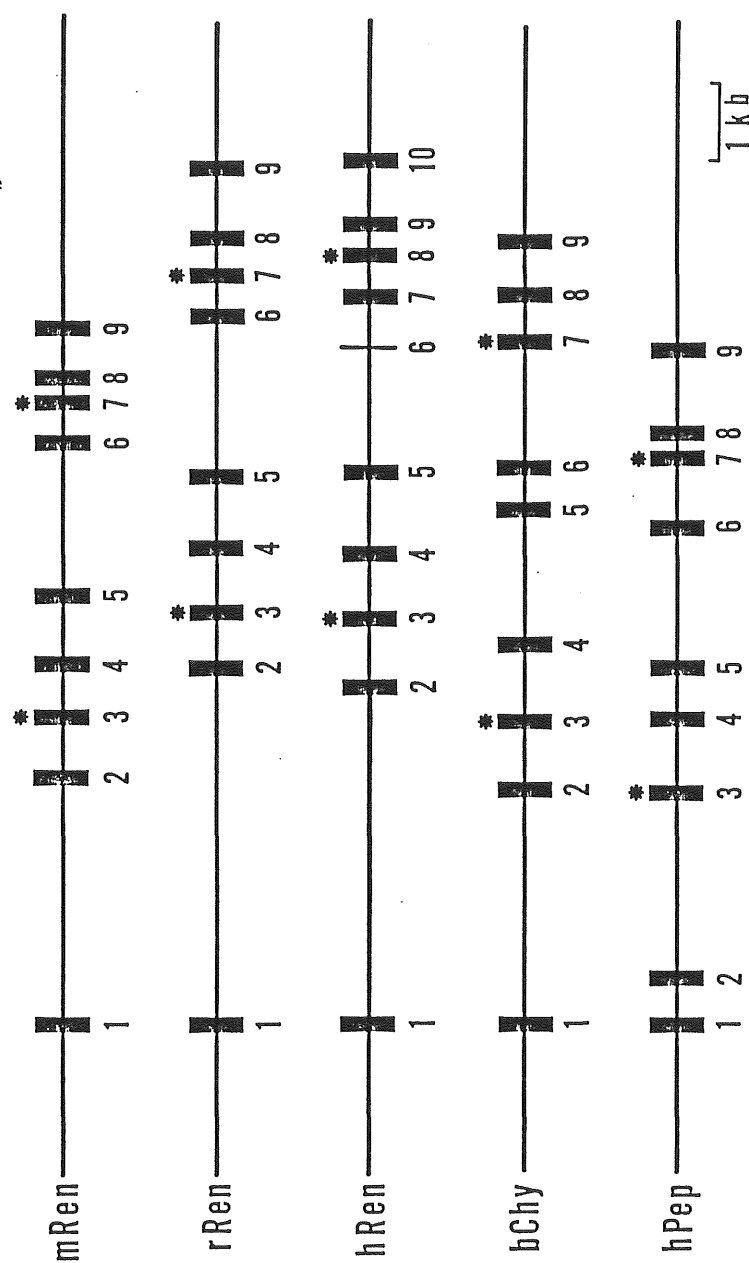 mRen 1 2 3 4 5 6 7 8 9
* *
rRen 1 2 3 4 5 6 7 8 9
* *
hRen 1 2 3 4 5 6 7 8 9 10
* *
bChy 1 2 3 4 5 6 7 8 9
* *
hPep 1 2 3 4 5 6 7 8 9
* *
1 kb